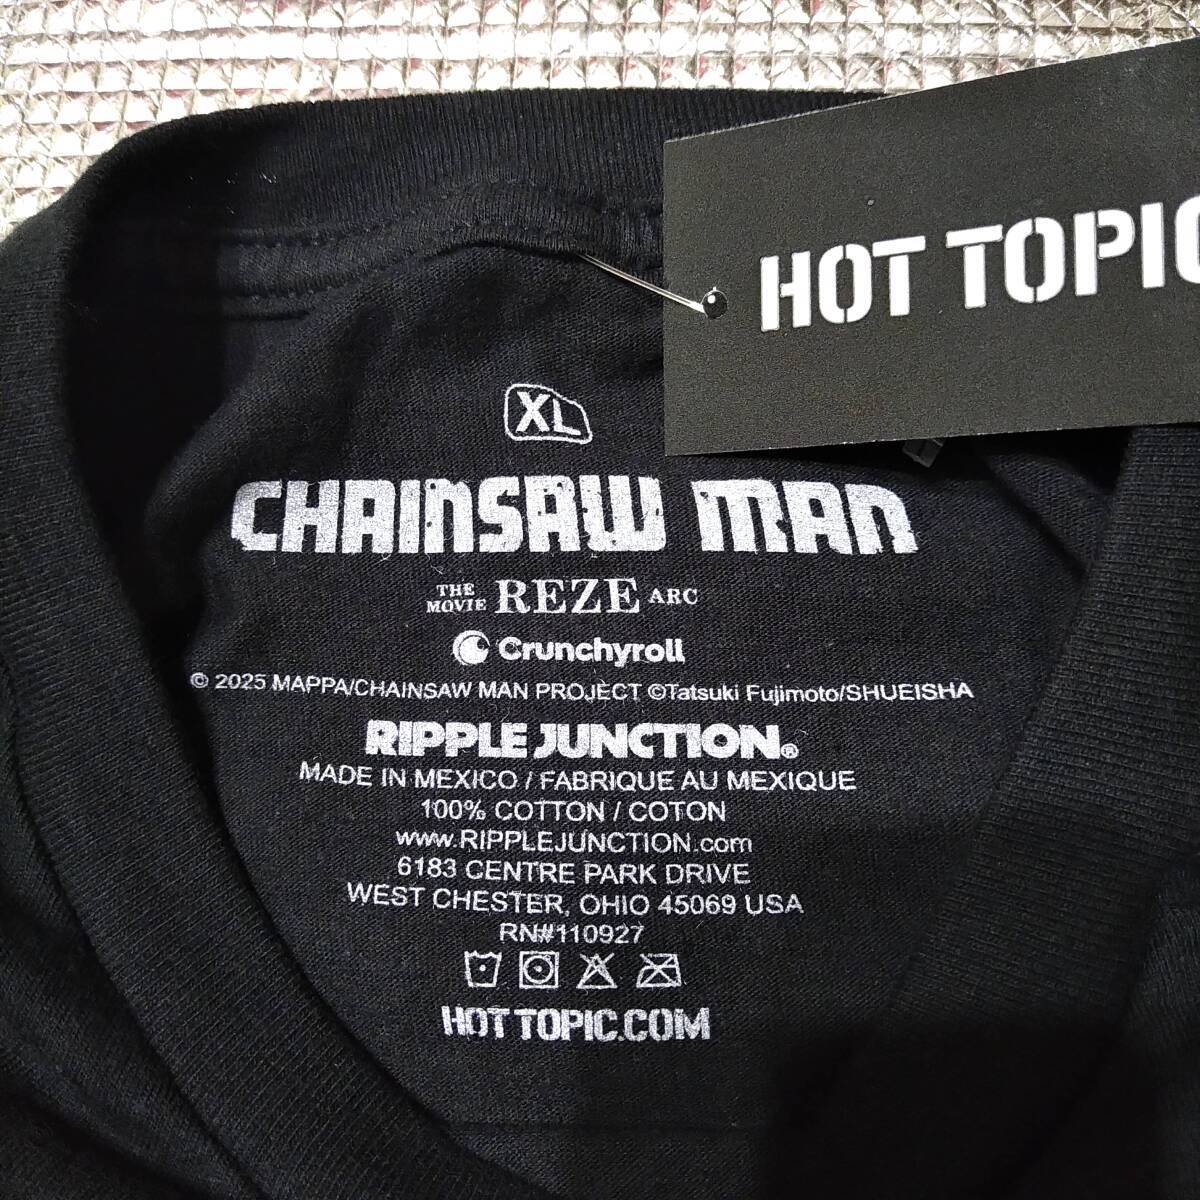 HOT TOPIC
XL
CHAINSAW MAN
THE MOVIE REZE ARC
Crunchyroll
© 2025 MAPPA/CHAINSAW MAN PROJECT ©Tatsuki Fujimoto/SHUEISHA
RIPPLE JUNCTION®
MADE IN MEXICO / FABRIQUE AU MEXIQUE
100% COTTON / COTON
www.RIPPLEJUNCTION.com
6183 CENTRE PARK DRIVE
WEST CHESTER, OHIO 45069 USA
RN#110927
HOTTOPIC.COM